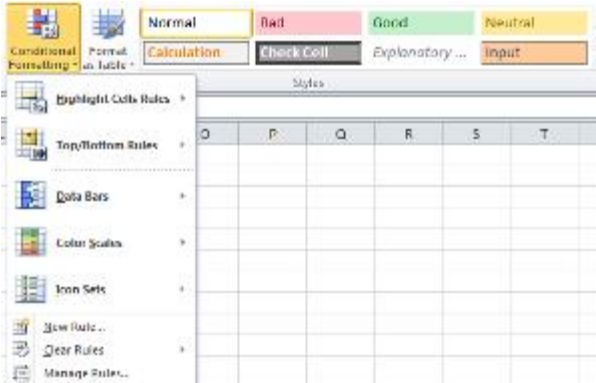 Normal Bad Good Neutral
Conditional Formatting Format as Table Calculation Check Cell Explanatory ... Input
Styles
Highlight Cells Rules
O P Q R S T
Top/Bottom Rules
Data Bars
Color Scales
Icon Sets
New Rule...
Clear Rules
Manage Rules...